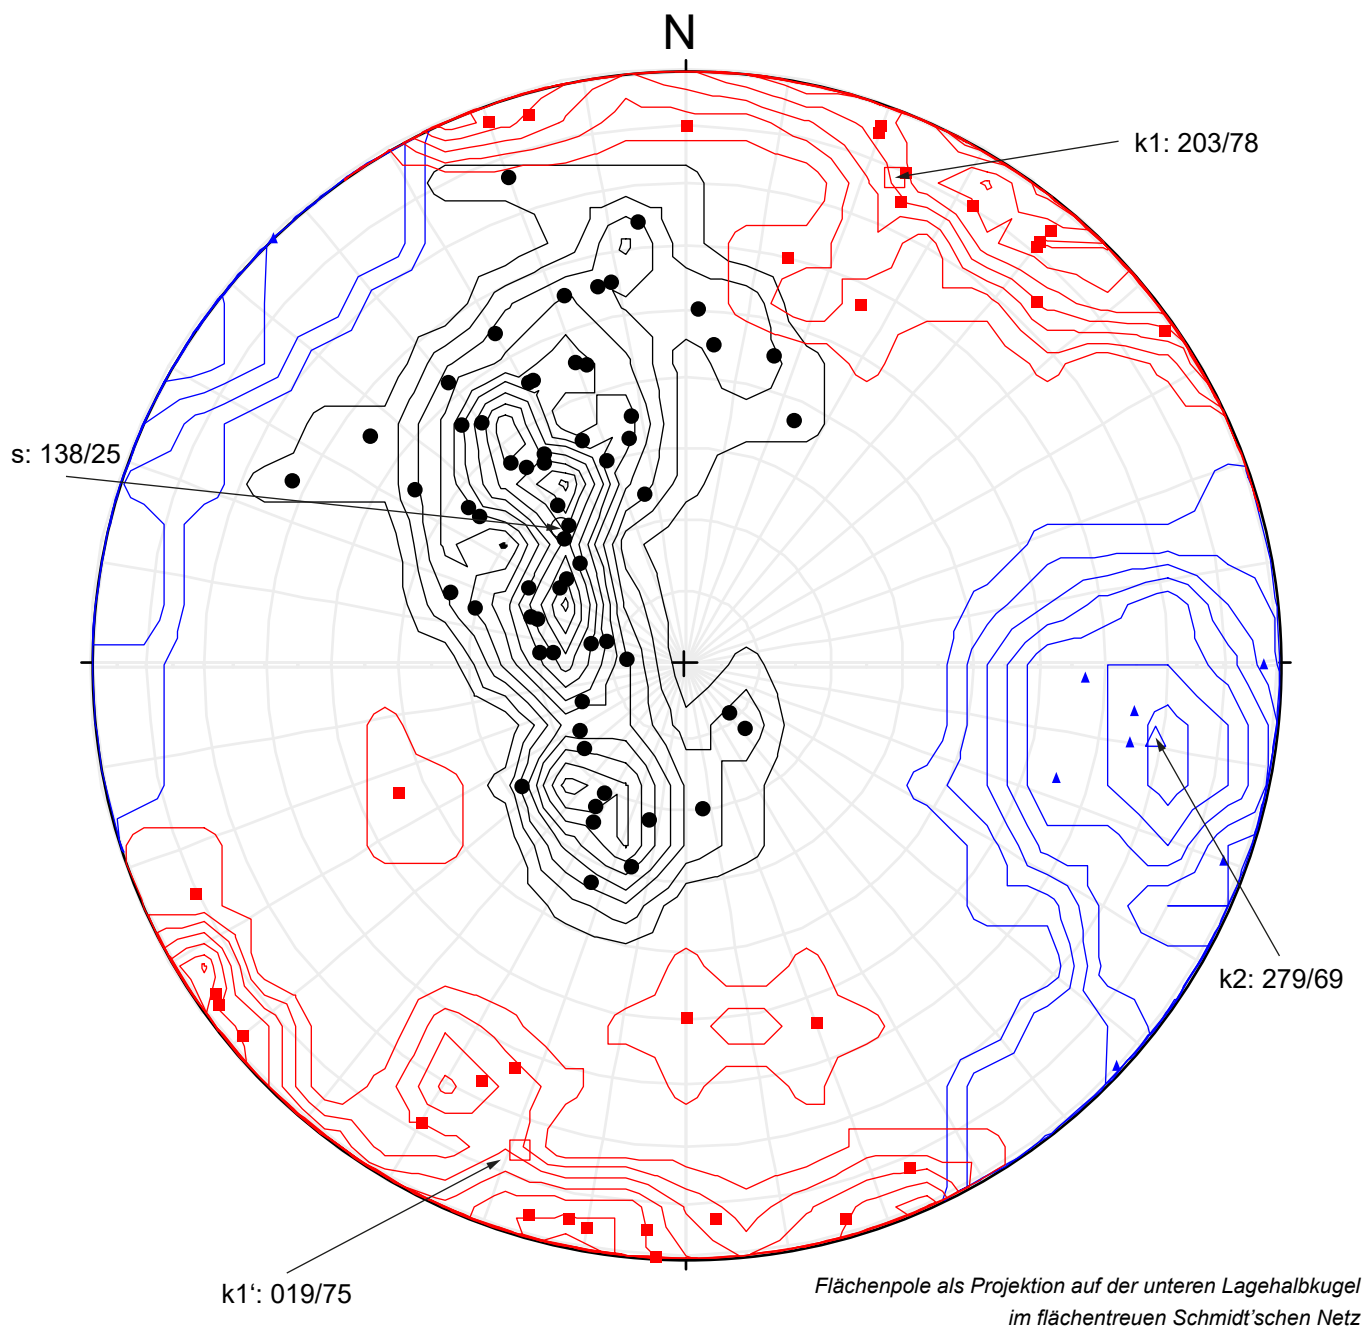 N
k1: 203/78
s: 138/25
k2: 279/69
k1‘: 019/75
Flächenpole als Projektion auf der unteren Lagehalbkugel
im flächentreuen Schmidt’schen Netz